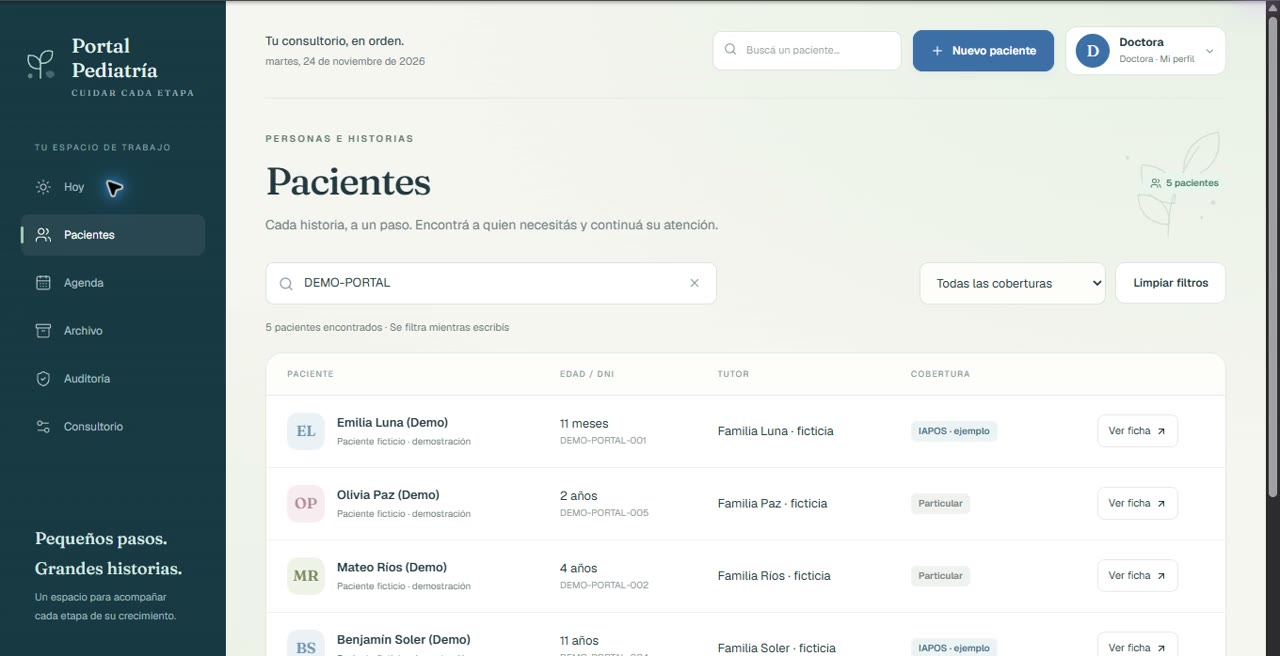 Portal
Pediatría
CUIDAR CADA ETAPA
TU ESPACIO DE TRABAJO
Hoy
Pacientes
Agenda
Archivo
Auditoría
Consultorio
Pequeños pasos.
Grandes historias.
Un espacio para acompañar
cada etapa de su crecimiento.
Tu consultorio, en orden.
martes, 24 de noviembre de 2026
Buscá un paciente...
Nuevo paciente
D
Doctora
Doctora · Mi perfil
PERSONAS E HISTORIAS
Pacientes
Cada historia, a un paso. Encontrá a quien necesitás y continuá su atención.
5 pacientes
DEMO-PORTAL
Todas las coberturas
Limpiar filtros
5 pacientes encontrados · Se filtra mientras escribís
PACIENTE EDAD / DNI TUTOR COBERTURA
EL
Emilia Luna (Demo)
Paciente ficticio · demostración
11 meses
DEMO-PORTAL-001
Familia Luna · ficticia
IAPOS · ejemplo
Ver ficha
OP
Olivia Paz (Demo)
Paciente ficticio · demostración
2 años
DEMO-PORTAL-005
Familia Paz · ficticia
Particular
Ver ficha
MR
Mateo Ríos (Demo)
Paciente ficticio · demostración
4 años
DEMO-PORTAL-002
Familia Ríos · ficticia
Particular
Ver ficha
BS
Benjamín Soler (Demo)
11 años
Familia Soler · ficticia
IAPOS · ejemplo
Ver ficha